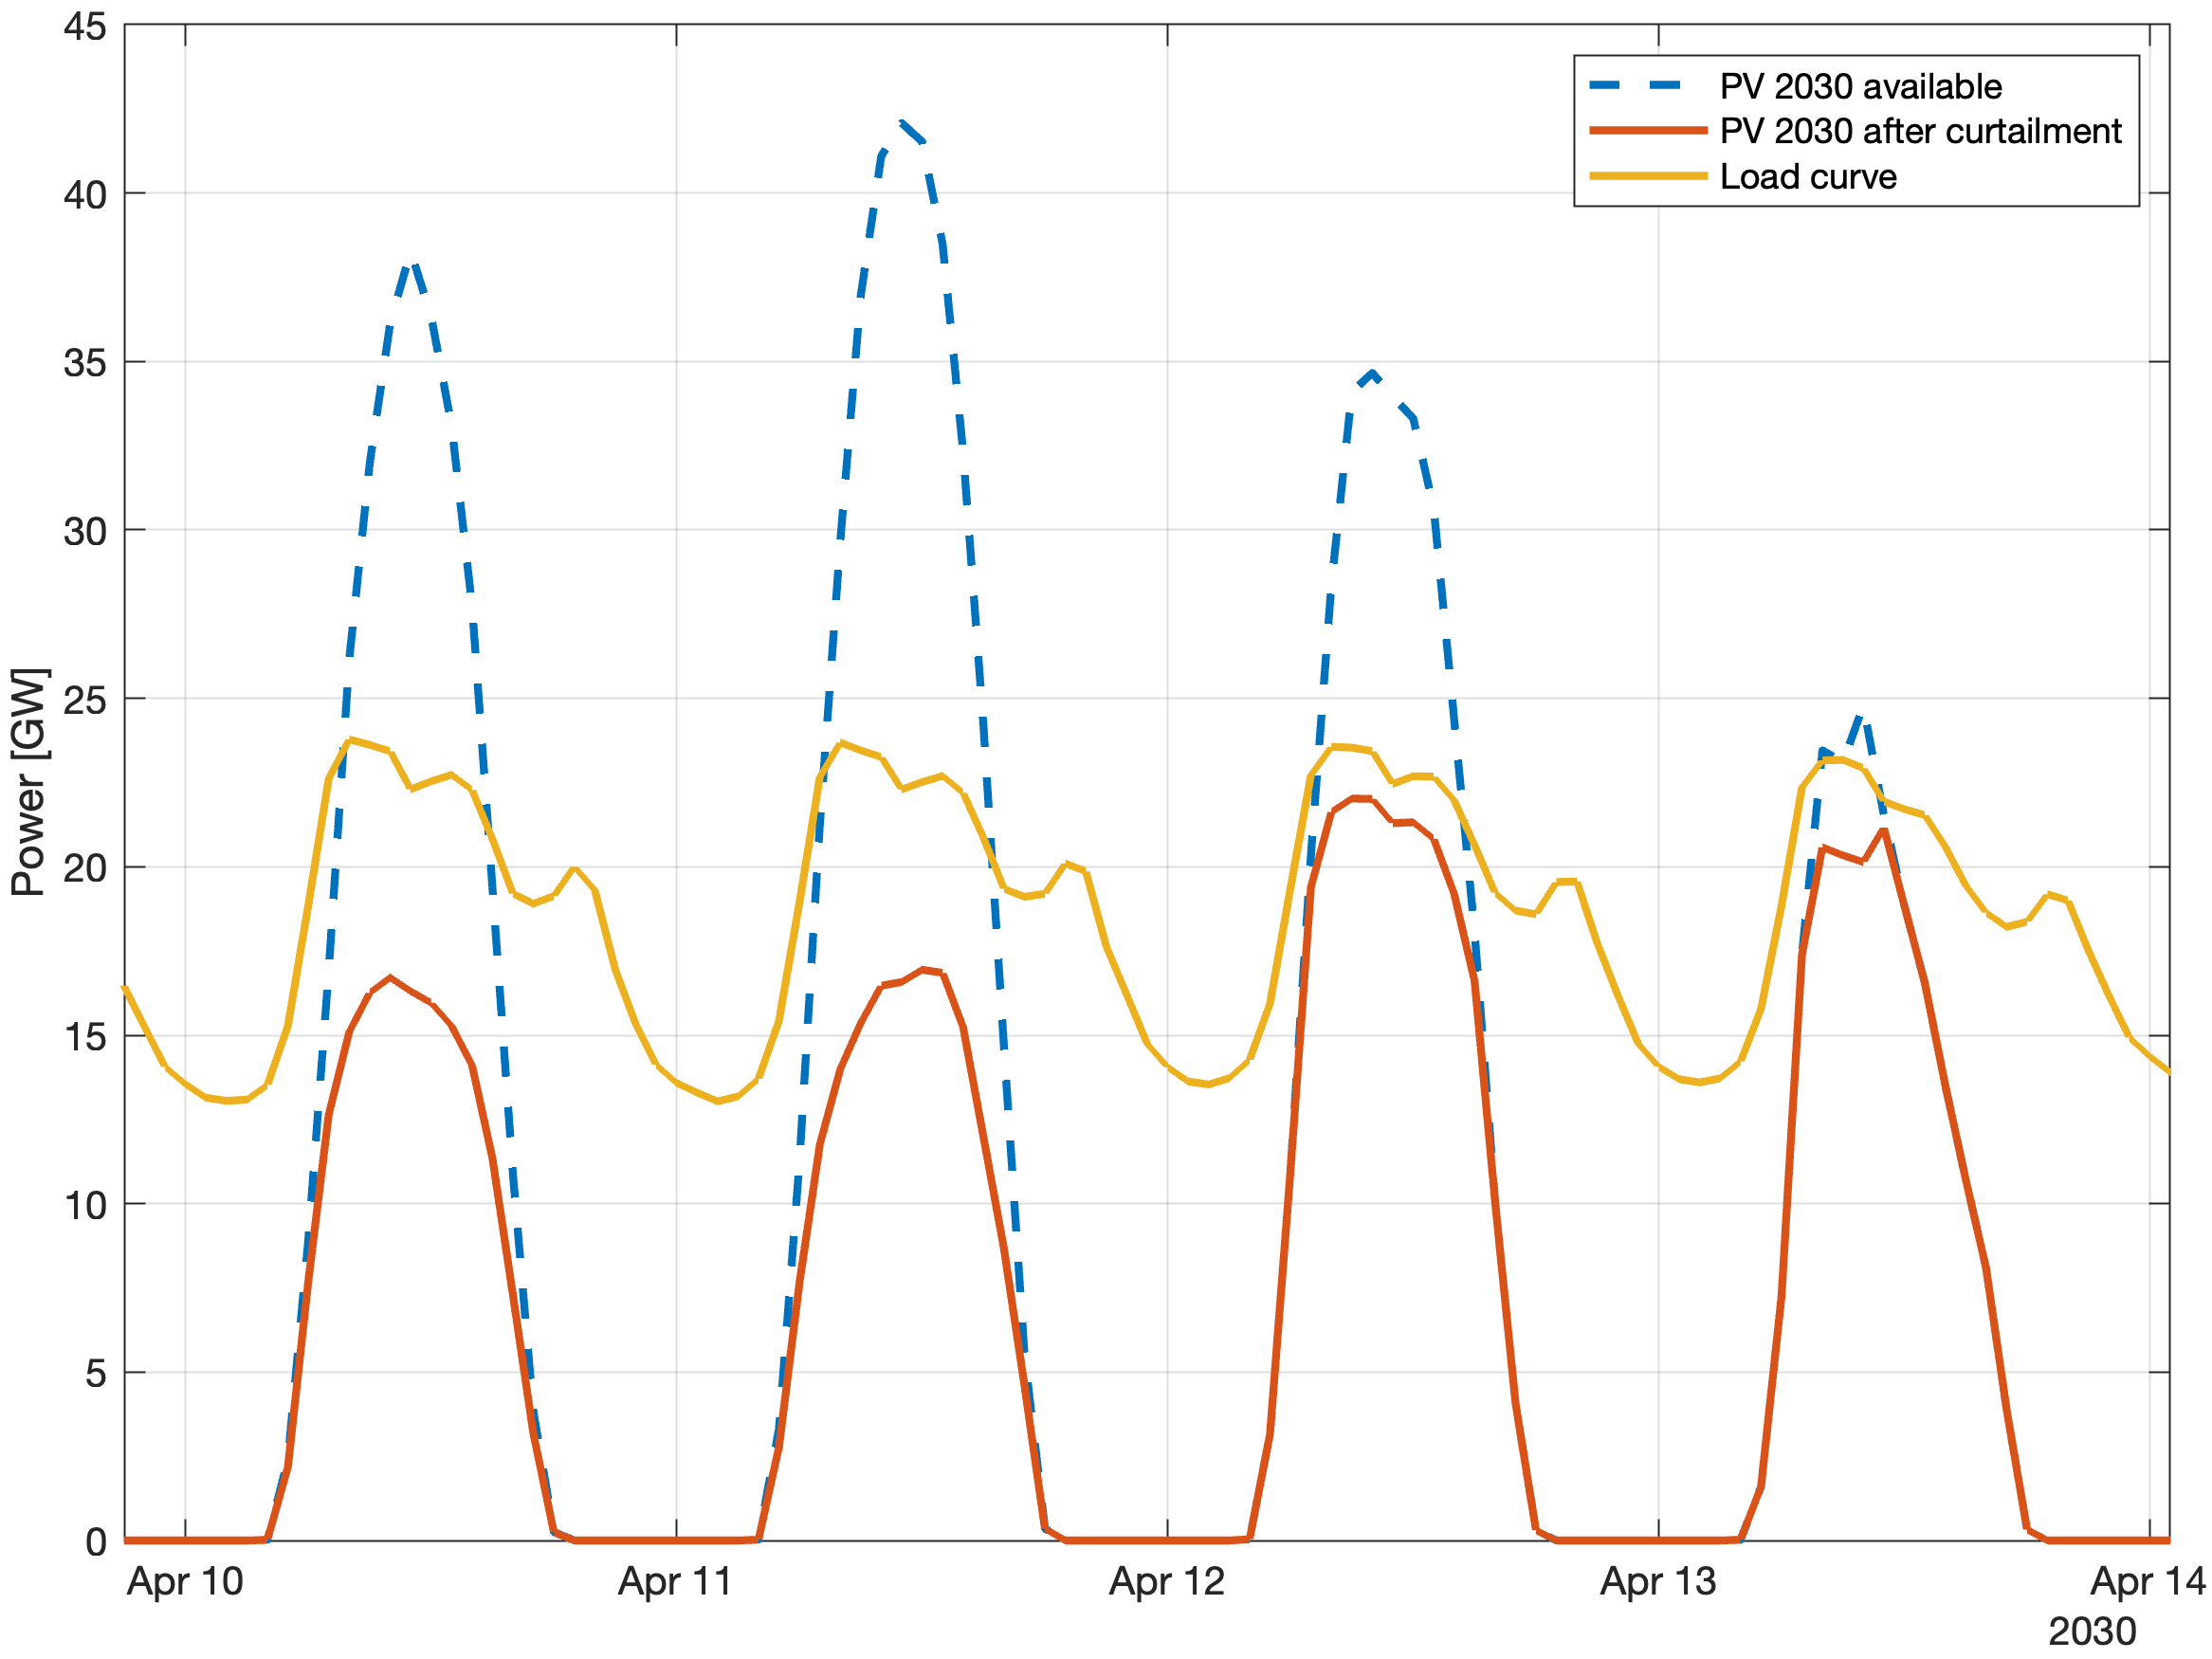 45
40
35
30
25
20
15
10
5
0
Power [GW]
PV 2030 available
PV 2030 after curtailment
Load curve
Apr 10
Apr 11
Apr 12
Apr 13
Apr 14
2030